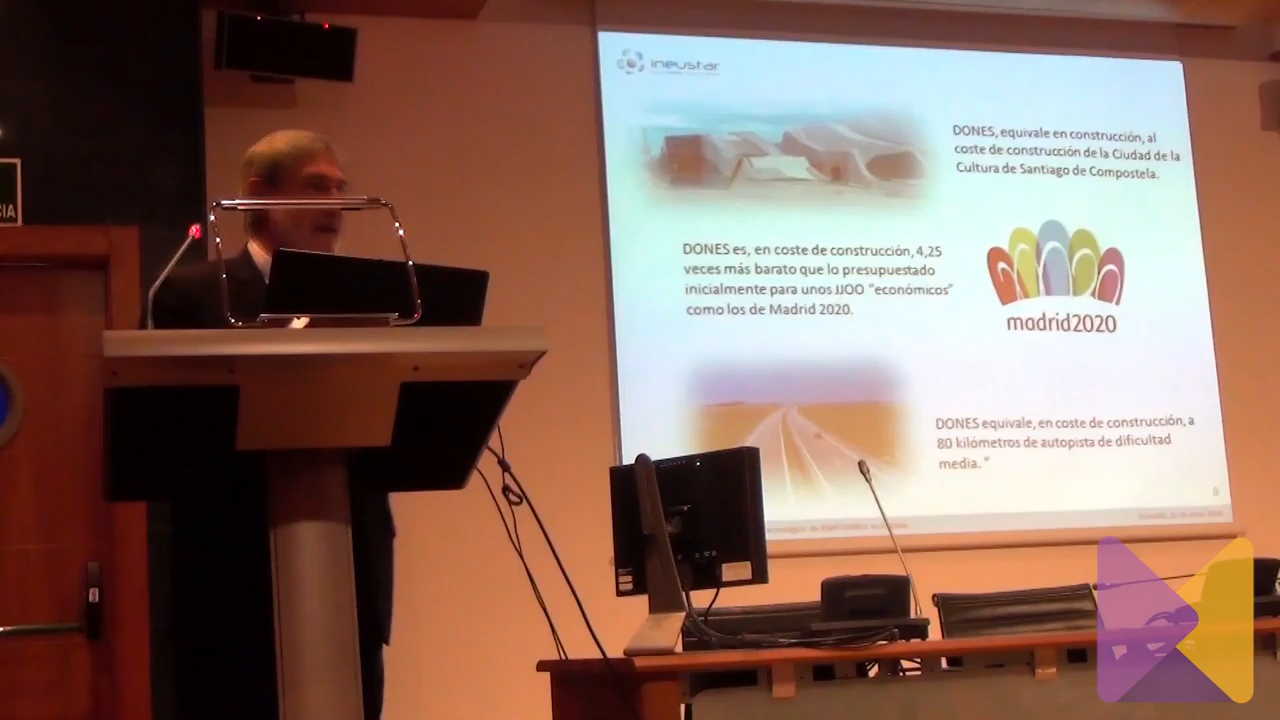 ineustar
DONES, equivale en construcción, al
coste de construcción de la Ciudad de la
Cultura de Santiago de Compostela.
DONES es, en coste de construcción, 4,25
veces más barato que lo presupuestado
inicialmente para unos JJOO "económicos"
como los de Madrid 2020.
madrid2020
DONES equivale, en coste de construcción, a
80 kilómetros de autopista de dificultad
media. "
CIA